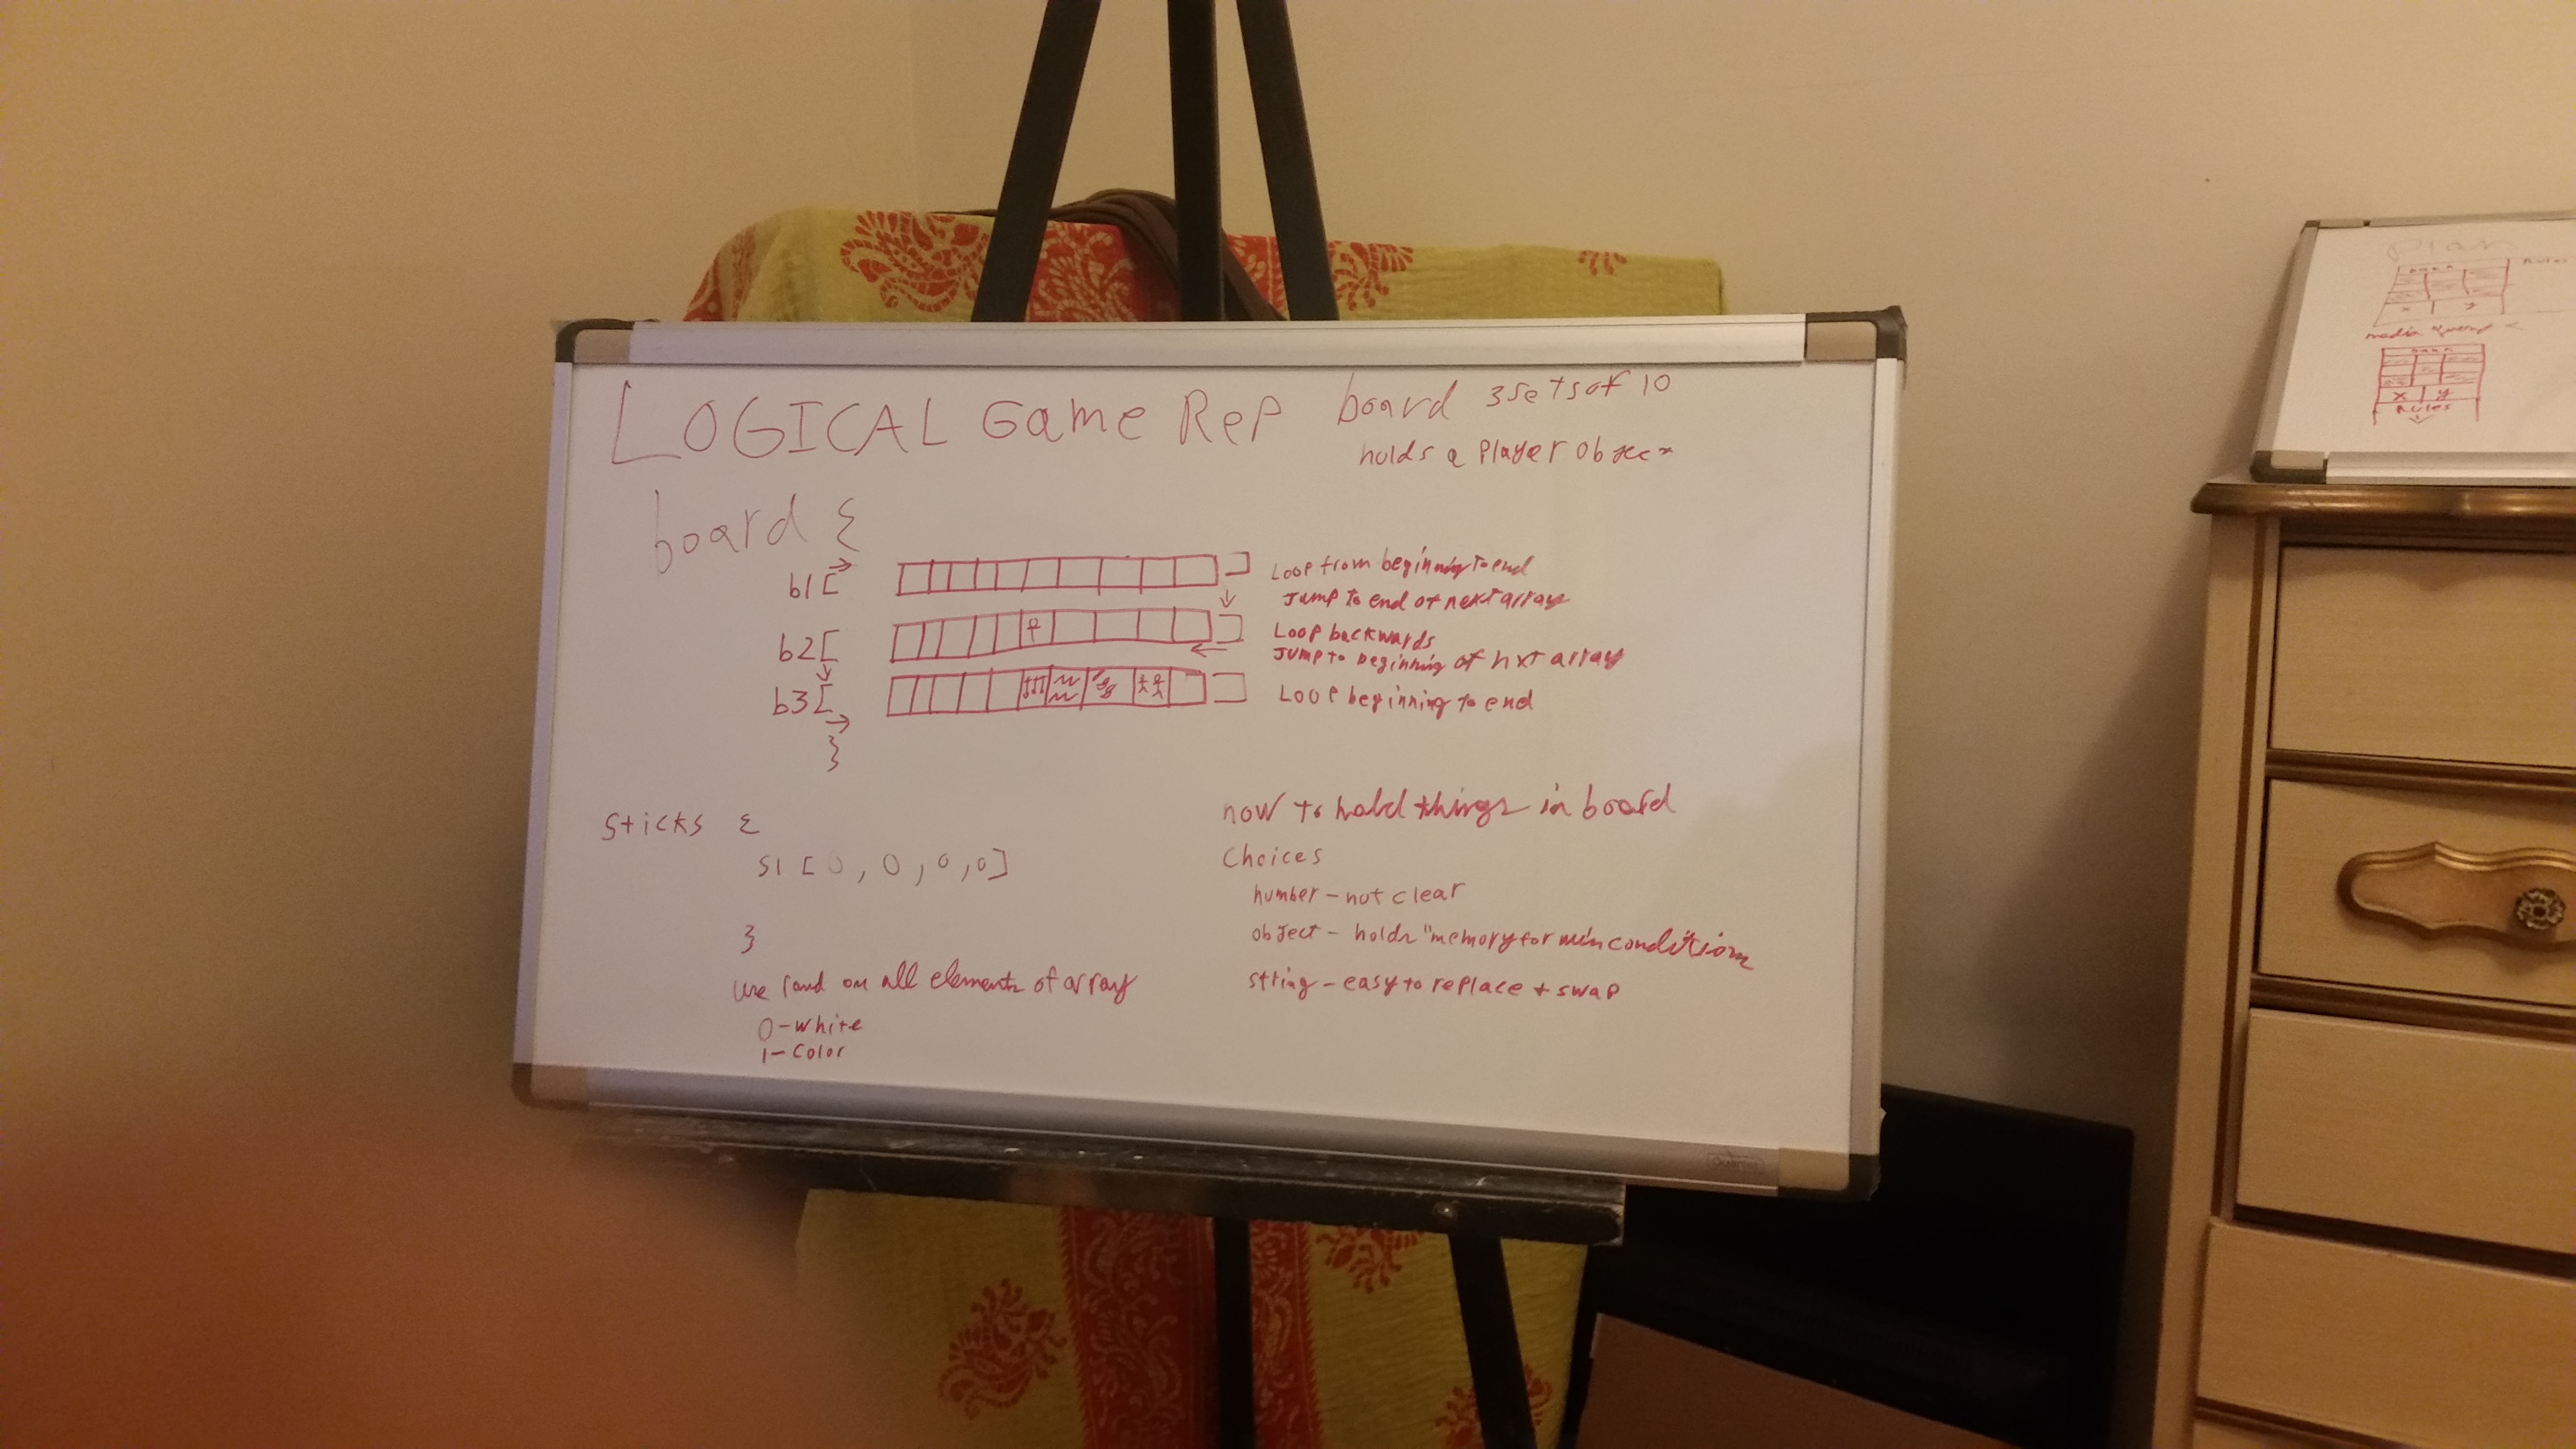 LOGICAL Game Rep
board 3 sets of 10
holds a Player Object
board {
b1[ ]
Loop from beginning to end
Jump to end of next array
b2[ ]
Loop backwards
Jump to beginning of nxt array
b3[ ]
Loop beginning to end
}
Sticks {
S1 [0, 0, 0, 0]
}
use rand on all elements of array
0-white
1-Color
how to hold things in board
Choices
number - not clear
object - holds "memory for win condition
string - easy to replace + swap
Plan
Rules
x y
media query <
x y
Rules
Quartet